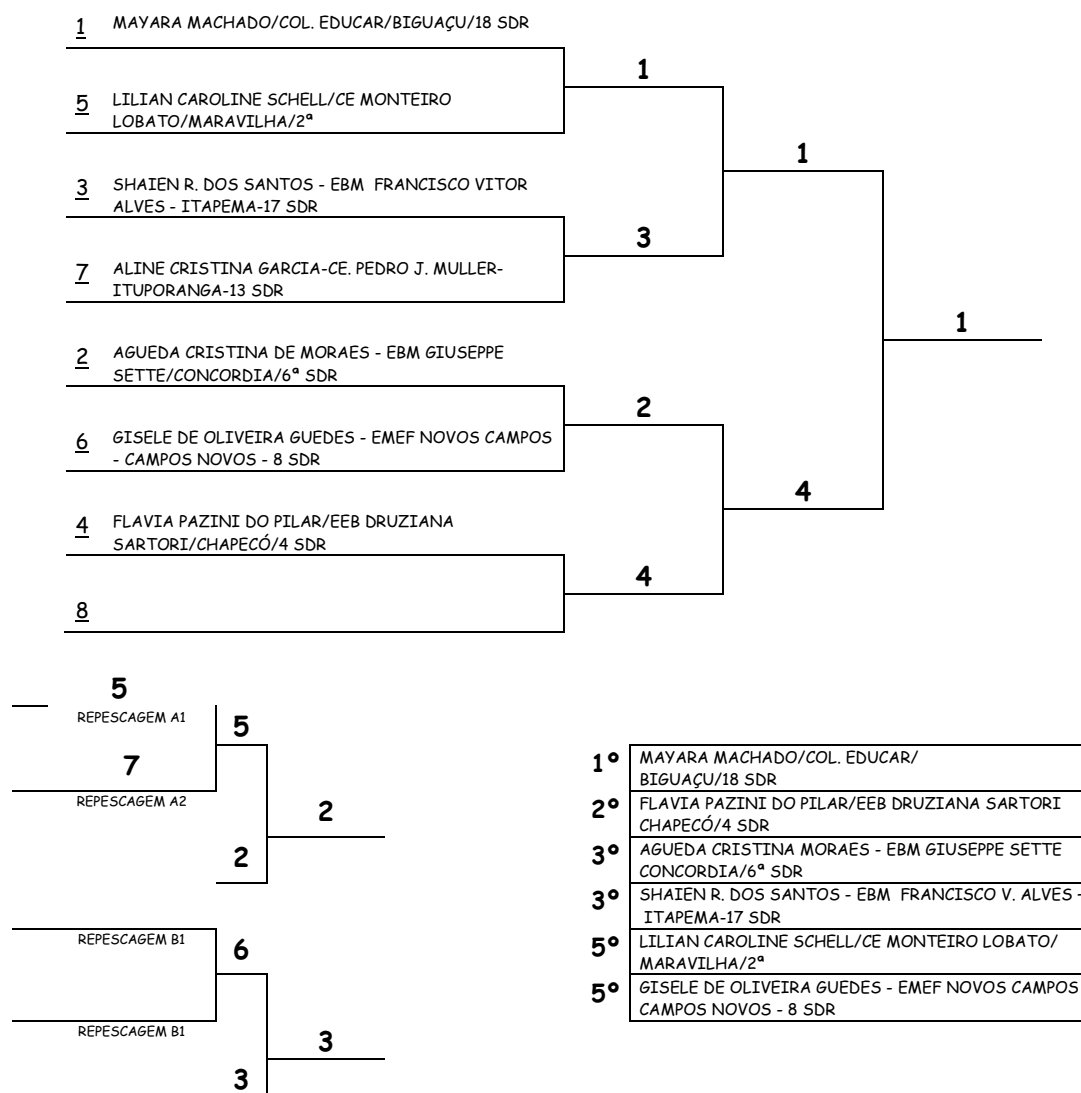 1 MAYARA MACHADO/COL. EDUCAR/BIGUAÇU/18 SDR
1
5 LILIAN CAROLINE SCHELL/CE MONTEIRO
LOBATO/MARAVILHA/2ª
1
3 SHAIEN R. DOS SANTOS - EBM FRANCISCO VITOR
ALVES - ITAPEMA-17 SDR
3
7 ALINE CRISTINA GARCIA-CE. PEDRO J. MULLER-
ITUPORANGA-13 SDR
1
2 AGUEDA CRISTINA DE MORAES - EBM GIUSEPPE
SETTE/CONCORDIA/6ª SDR
2
6 GISELE DE OLIVEIRA GUEDES - EMEF NOVOS CAMPOS
- CAMPOS NOVOS - 8 SDR
4
4 FLAVIA PAZINI DO PILAR/EEB DRUZIANA
SARTORI/CHAPECÓ/4 SDR
4
8
5
REPESCAGEM A1
5
7
REPESCAGEM A2
2
2
REPESCAGEM B1
6
REPESCAGEM B1
3
3
1º MAYARA MACHADO/COL. EDUCAR/
BIGUAÇU/18 SDR
2º FLAVIA PAZINI DO PILAR/EEB DRUZIANA SARTORI
CHAPECÓ/4 SDR
3º AGUEDA CRISTINA MORAES - EBM GIUSEPPE SETTE
CONCORDIA/6ª SDR
3º SHAIEN R. DOS SANTOS - EBM FRANCISCO V. ALVES -
ITAPEMA-17 SDR
5º LILIAN CAROLINE SCHELL/CE MONTEIRO LOBATO/
MARAVILHA/2ª
5º GISELE DE OLIVEIRA GUEDES - EMEF NOVOS CAMPOS
CAMPOS NOVOS - 8 SDR